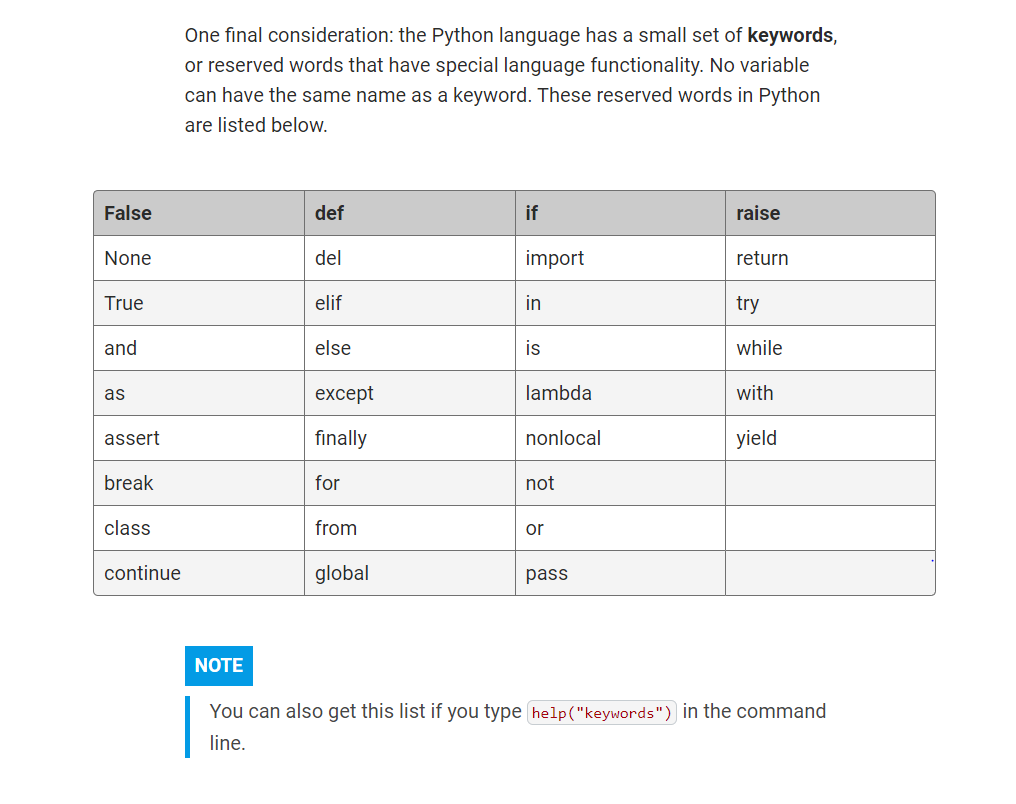 One final consideration: the Python language has a small set of keywords,
or reserved words that have special language functionality. No variable
can have the same name as a keyword. These reserved words in Python
are listed below.
False def if raise
None del import return
True elif in try
and else is while
as except lambda with
assert finally nonlocal yield
break for not
class from or
continue global pass
NOTE
You can also get this list if you type help("keywords") in the command
line.